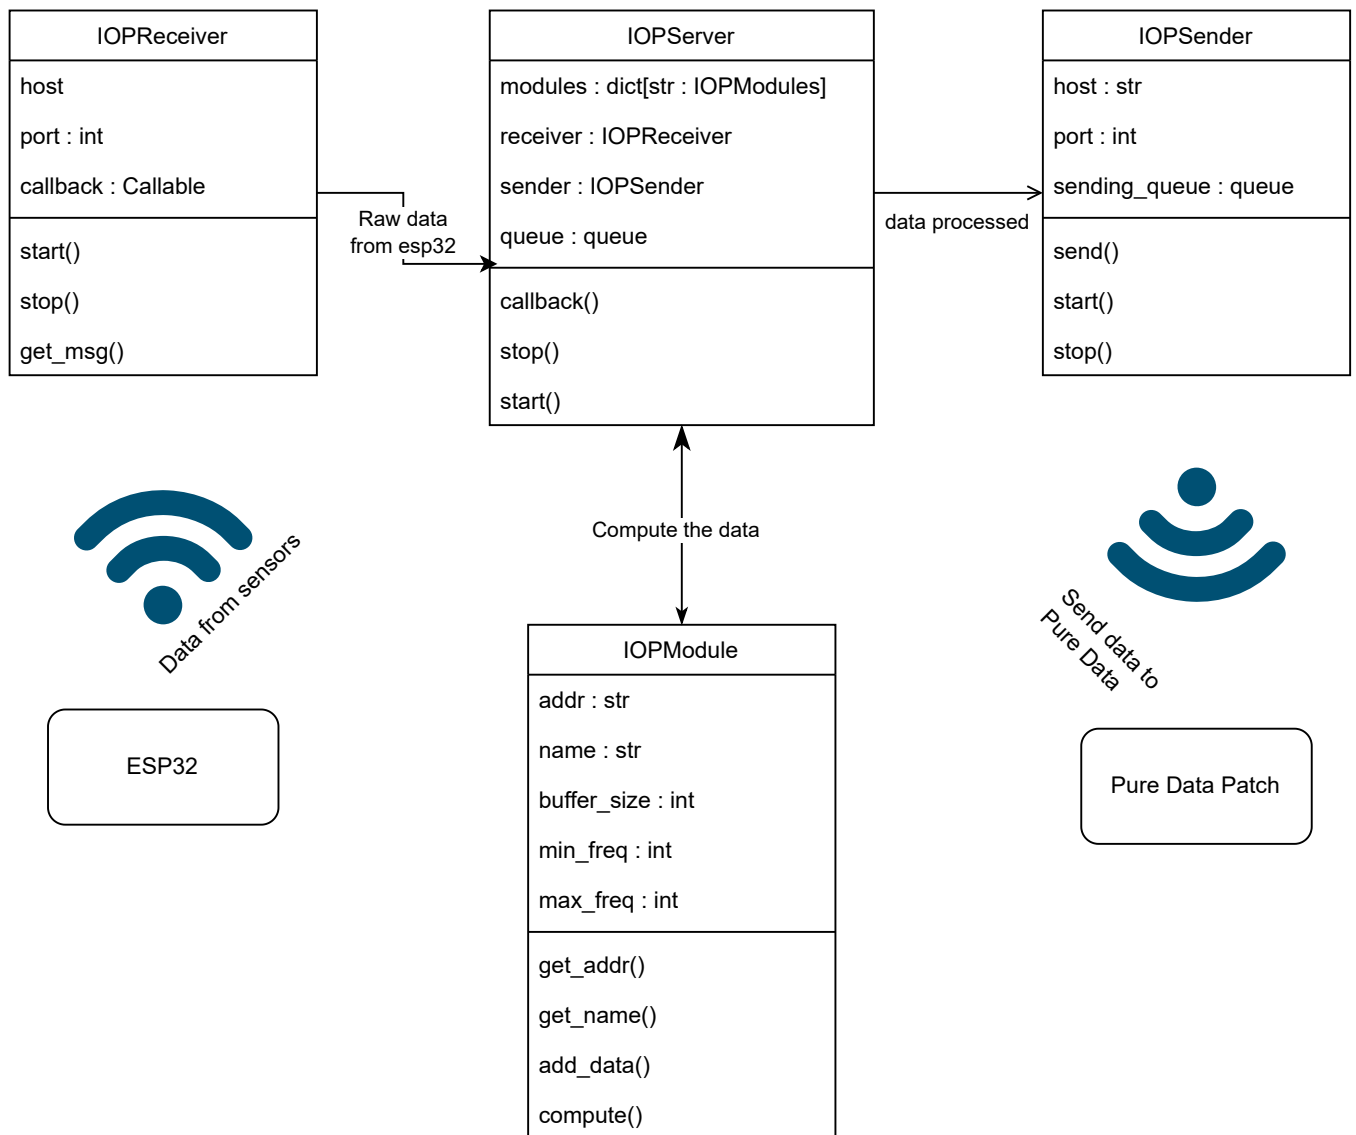 IOPReceiver
host
port : int
callback : Callable
start()
stop()
get_msg()
Raw data
from esp32
IOPServer
modules : dict[str : IOPModules]
receiver : IOPReceiver
sender : IOPSender
queue : queue
callback()
stop()
start()
data processed
IOPSender
host : str
port : int
sending_queue : queue
send()
start()
stop()
Compute the data
Data from sensors
ESP32
Send data to
Pure Data
Pure Data Patch
IOPModule
addr : str
name : str
buffer_size : int
min_freq : int
max_freq : int
get_addr()
get_name()
add_data()
compute()